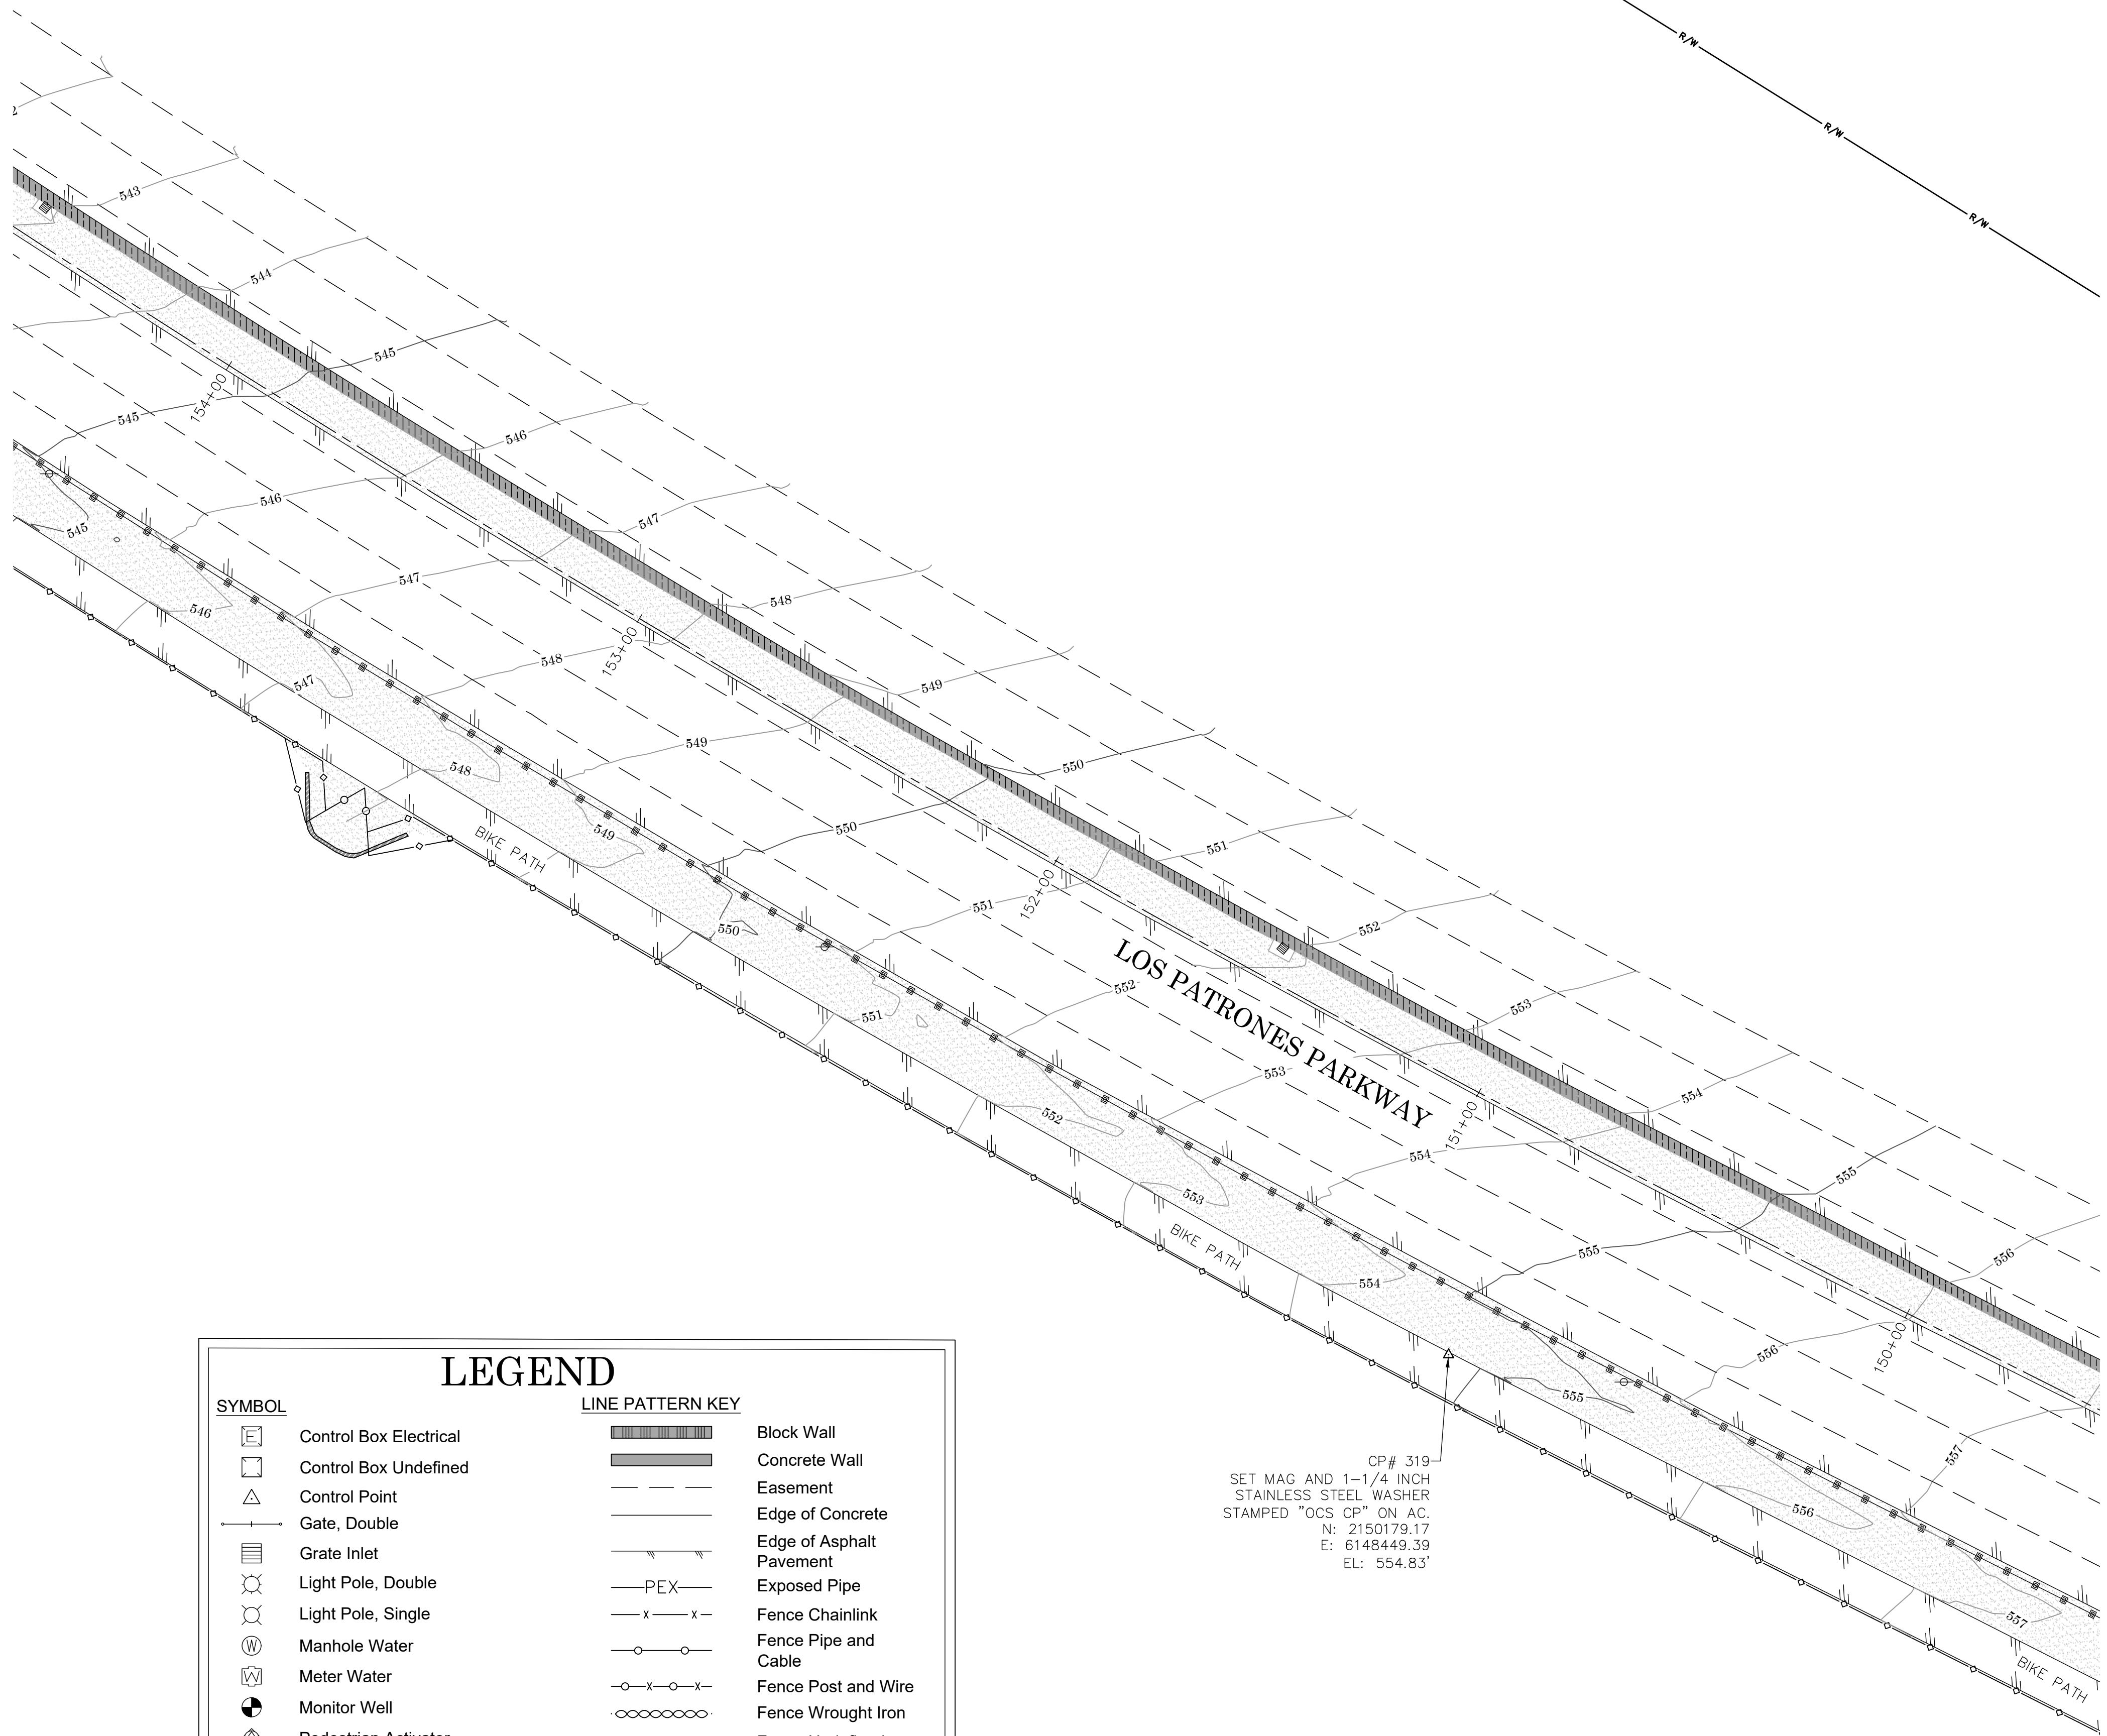 R/W
R/W
R/W
543
544
545
546
547
548
549
550
551
552
553
554
555
556
545
546
547
548
549
550
551
552
553
554
555
556
557
545
546
547
548
549
550
551
552
553
554
555
556
557
154+00
153+00
152+00
151+00
150+00
LOS PATRONES PARKWAY
BIKE PATH
BIKE PATH
BIKE PATH
CP# 319
SET MAG AND 1-1/4 INCH
STAINLESS STEEL WASHER
STAMPED "OCS CP" ON AC.
N: 2150179.17
E: 6148449.39
EL: 554.83'
LEGEND
SYMBOL
E
Control Box Electrical
Control Box Undefined
Control Point
Gate, Double
Grate Inlet
Light Pole, Double
Light Pole, Single
W
Manhole Water
W
Meter Water
Monitor Well
LINE PATTERN KEY
Block Wall
Concrete Wall
Easement
Edge of Concrete
Edge of Asphalt
Pavement
PEX
Exposed Pipe
x x
Fence Chainlink
Fence Pipe and
Cable
x x
Fence Post and Wire
Fence Wrought Iron